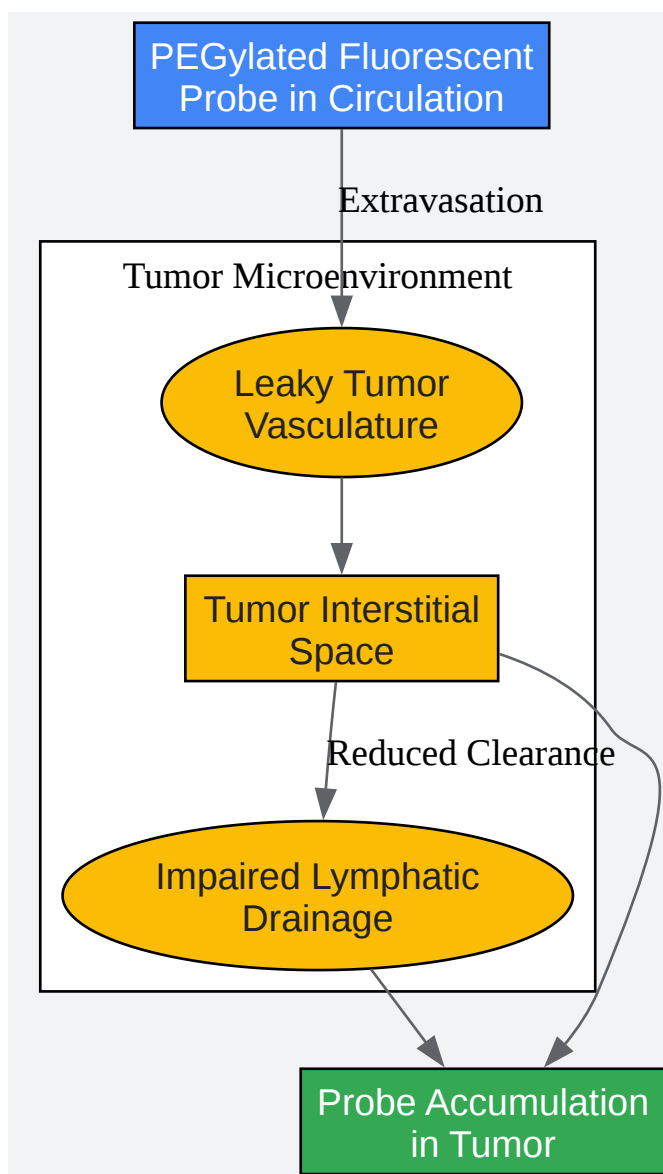 PEGylated Fluorescent
Probe in Circulation
Extravasation
Tumor Microenvironment
Leaky Tumor
Vasculature
Tumor Interstitial
Space
Reduced Clearance
Impaired Lymphatic
Drainage
Probe Accumulation
in Tumor